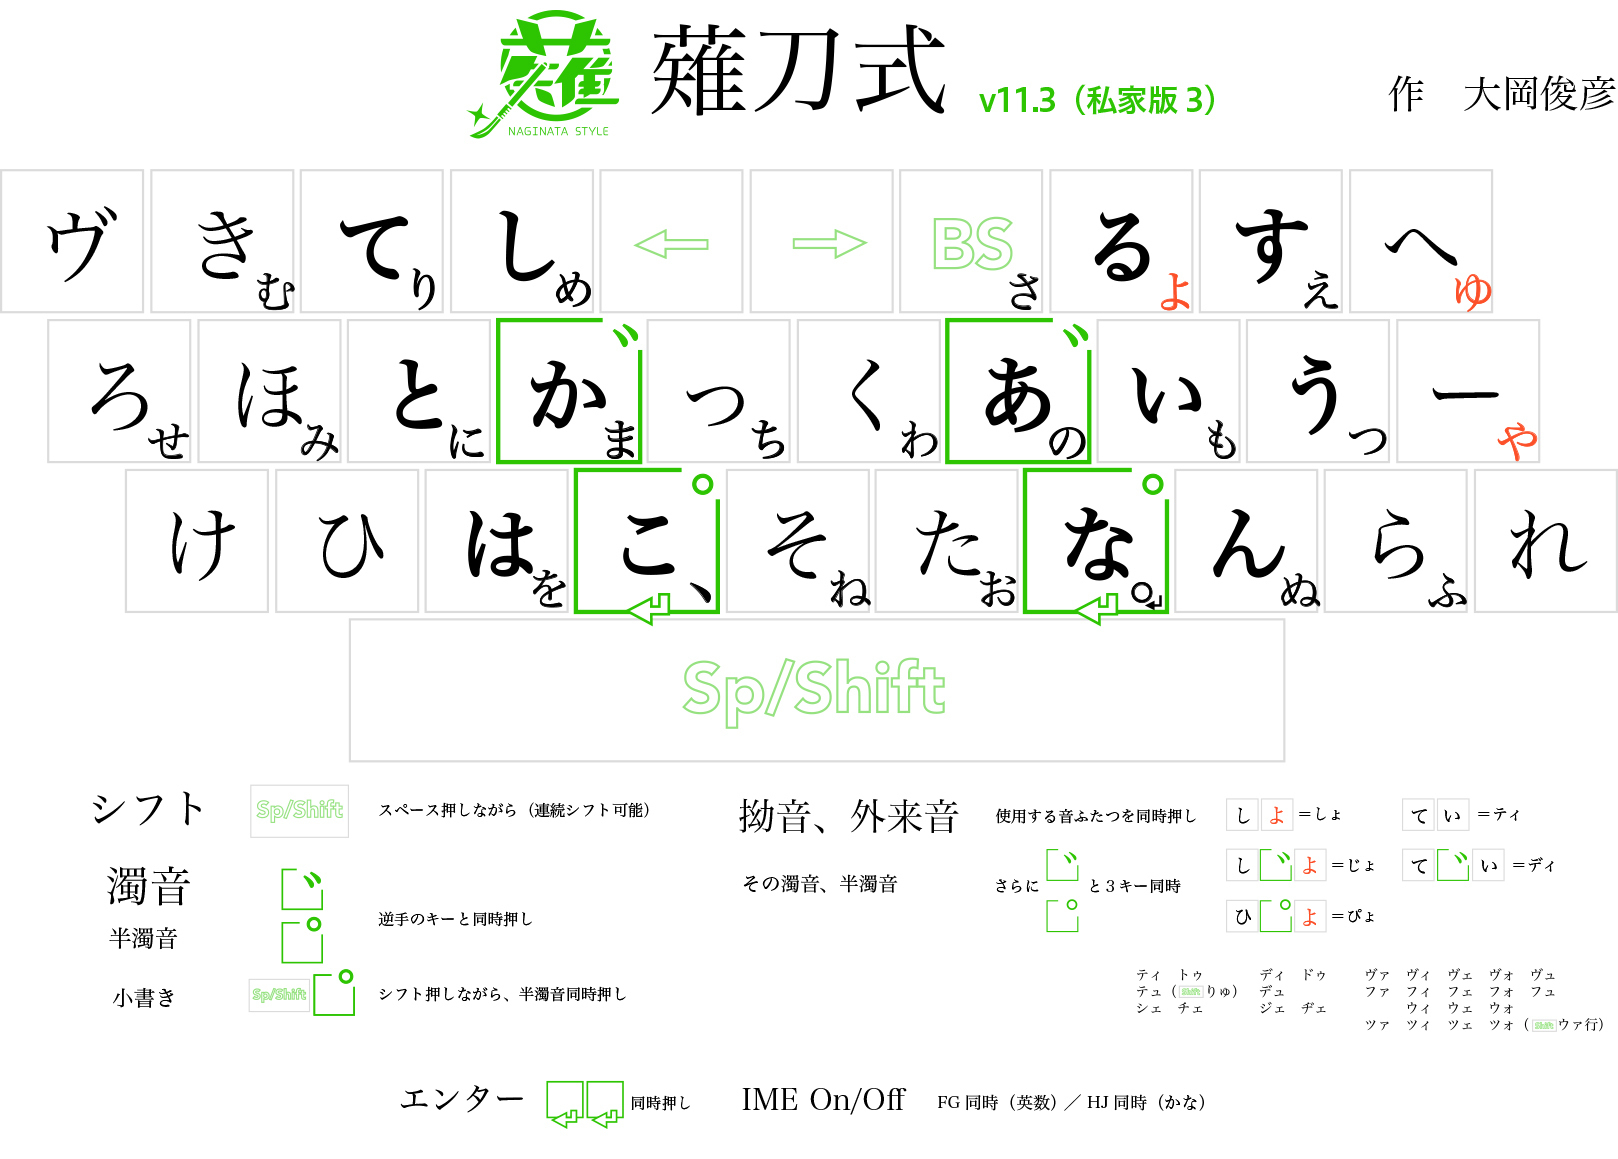 薙
NAGINATA STYLE
薙刀式 v11.3（私家版 3） 作　大岡俊彦
ヴ き む て り し め BS さ る よ す え へ ゆ
ろ せ ほ み と に か ゛ ま っ ち く わ あ ゛ の い も う つ ー や
け ひ は を こ ゜ 、 そ ね た お な ゜ 。 ん ぬ ら ふ れ
Sp/Shift
シフト Sp/Shift スペース押しながら（連続シフト可能）
濁音 ゛
半濁音 ゜
逆手のキーと同時押し
小書き Sp/Shift ゜ シフト押しながら、半濁音同時押し
拗音、外来音 使用する音ふたつを同時押し し よ ＝しょ て い ＝ティ
その濁音、半濁音 さらに ゛ ゜ と３キー同時 し ゛ よ ＝じょ て ゛ い ＝ディ
ひ ゜ よ ＝ぴょ
ティ トゥ ディ ドゥ ヴァ ヴィ ヴェ ヴォ ヴュ
テュ（Shift りゅ） デュ ファ フィ フェ フォ フュ
シェ チェ ジェ ヂェ ウィ ウェ ウォ
ツァ ツィ ツェ ツォ（Shift ウァ行）
エンター 同時押し IME On/Off FG 同時（英数）／ HJ 同時（かな）